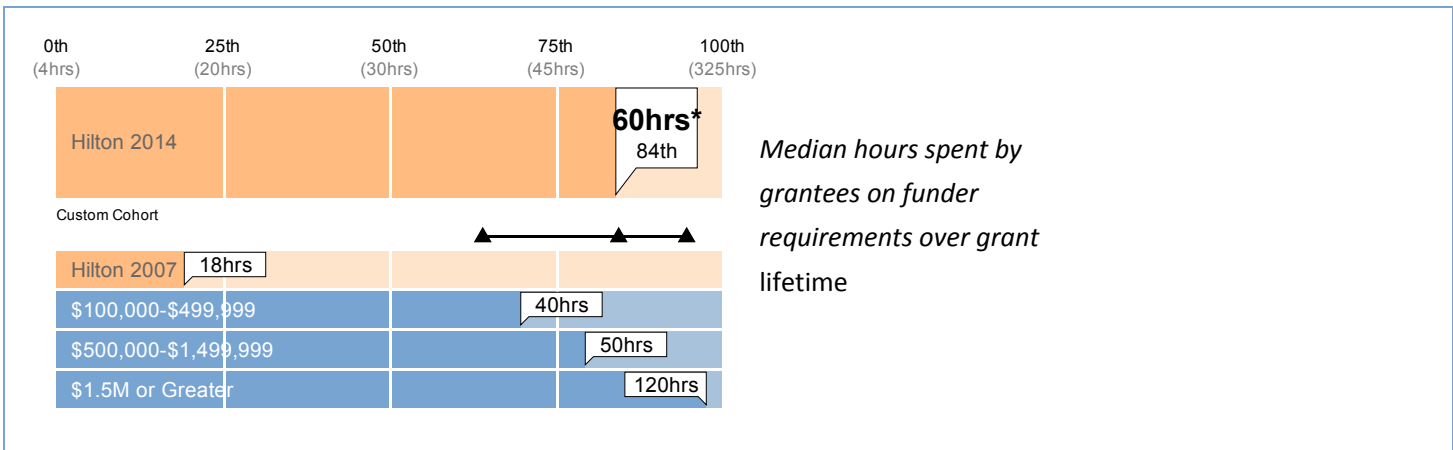 0th 25th 50th 75th 100th
(4hrs) (20hrs) (30hrs) (45hrs) (325hrs)
Hilton 2014
60hrs*
84th
Median hours spent by
grantees on funder
requirements over grant
lifetime
Custom Cohort
Hilton 2007 18hrs
$100,000-$499,999 40hrs
$500,000-$1,499,999 50hrs
$1.5M or Greater 120hrs